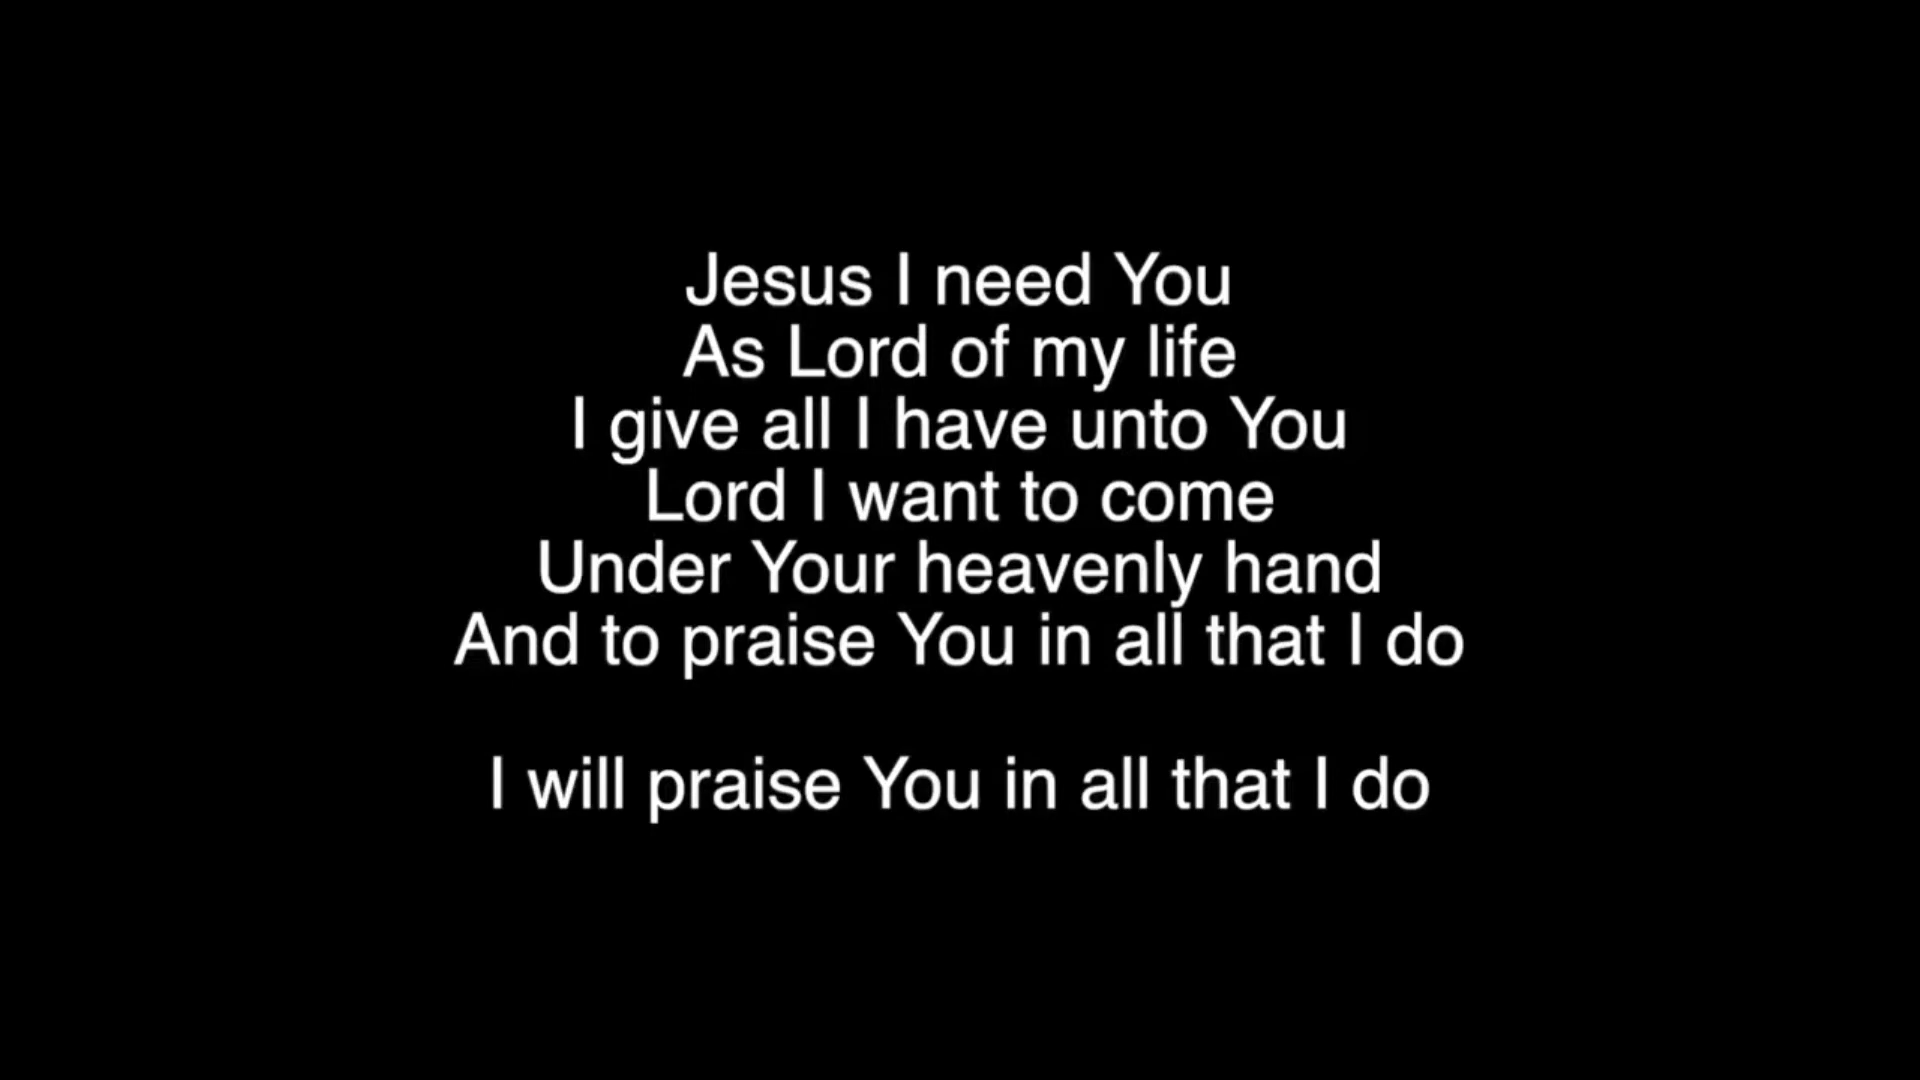 Jesus I need You
As Lord of my life
I give all I have unto You
Lord I want to come
Under Your heavenly hand
And to praise You in all that I do
I will praise You in all that I do